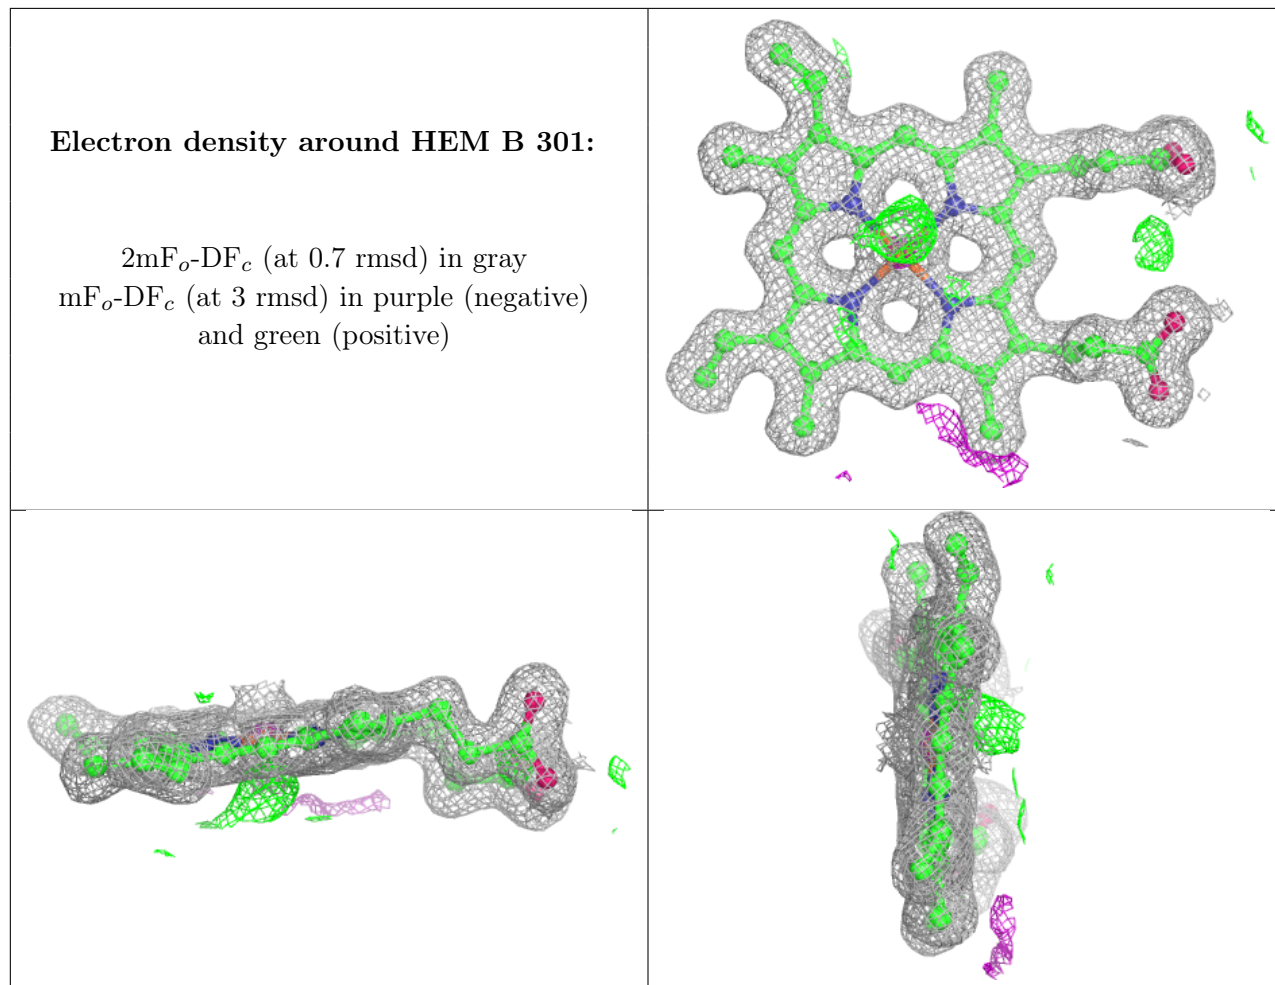 Electron density around HEM B 301:
2mFₒ-DF𝒸 (at 0.7 rmsd) in gray
mFₒ-DF𝒸 (at 3 rmsd) in purple (negative)
and green (positive)